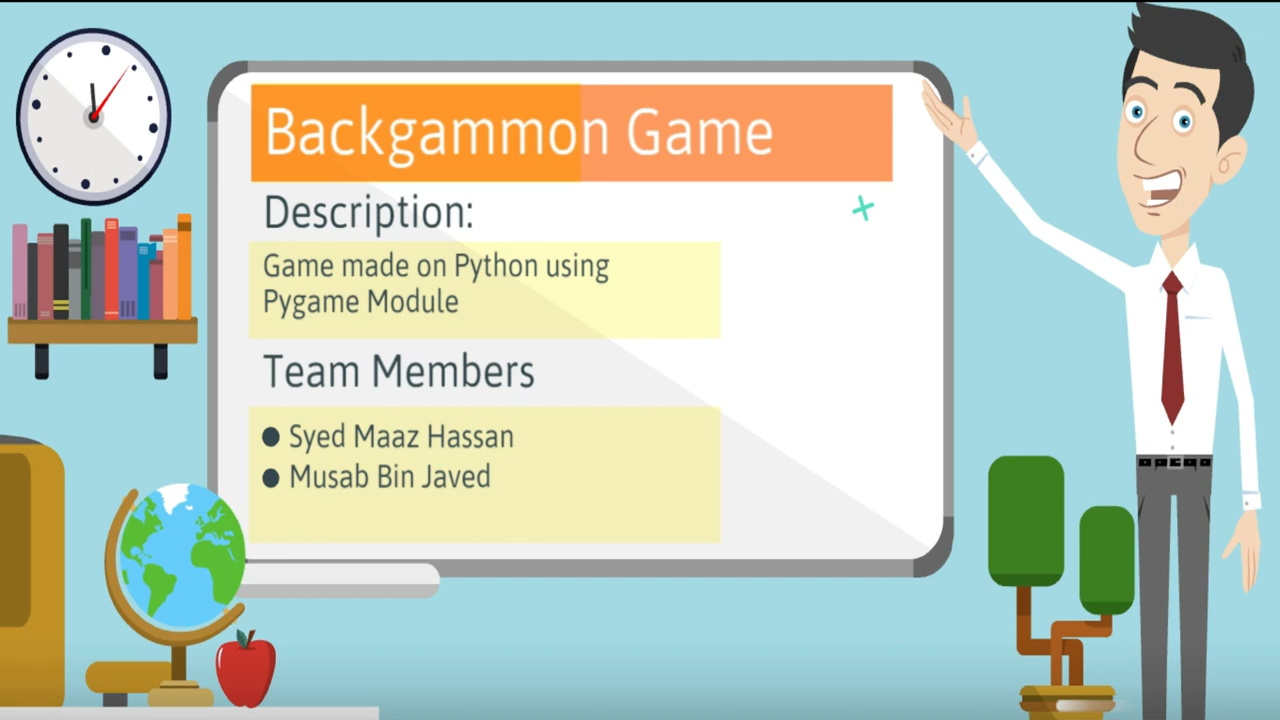 Backgammon Game
Description:
Game made on Python using
Pygame Module
Team Members
● Syed Maaz Hassan
● Musab Bin Javed